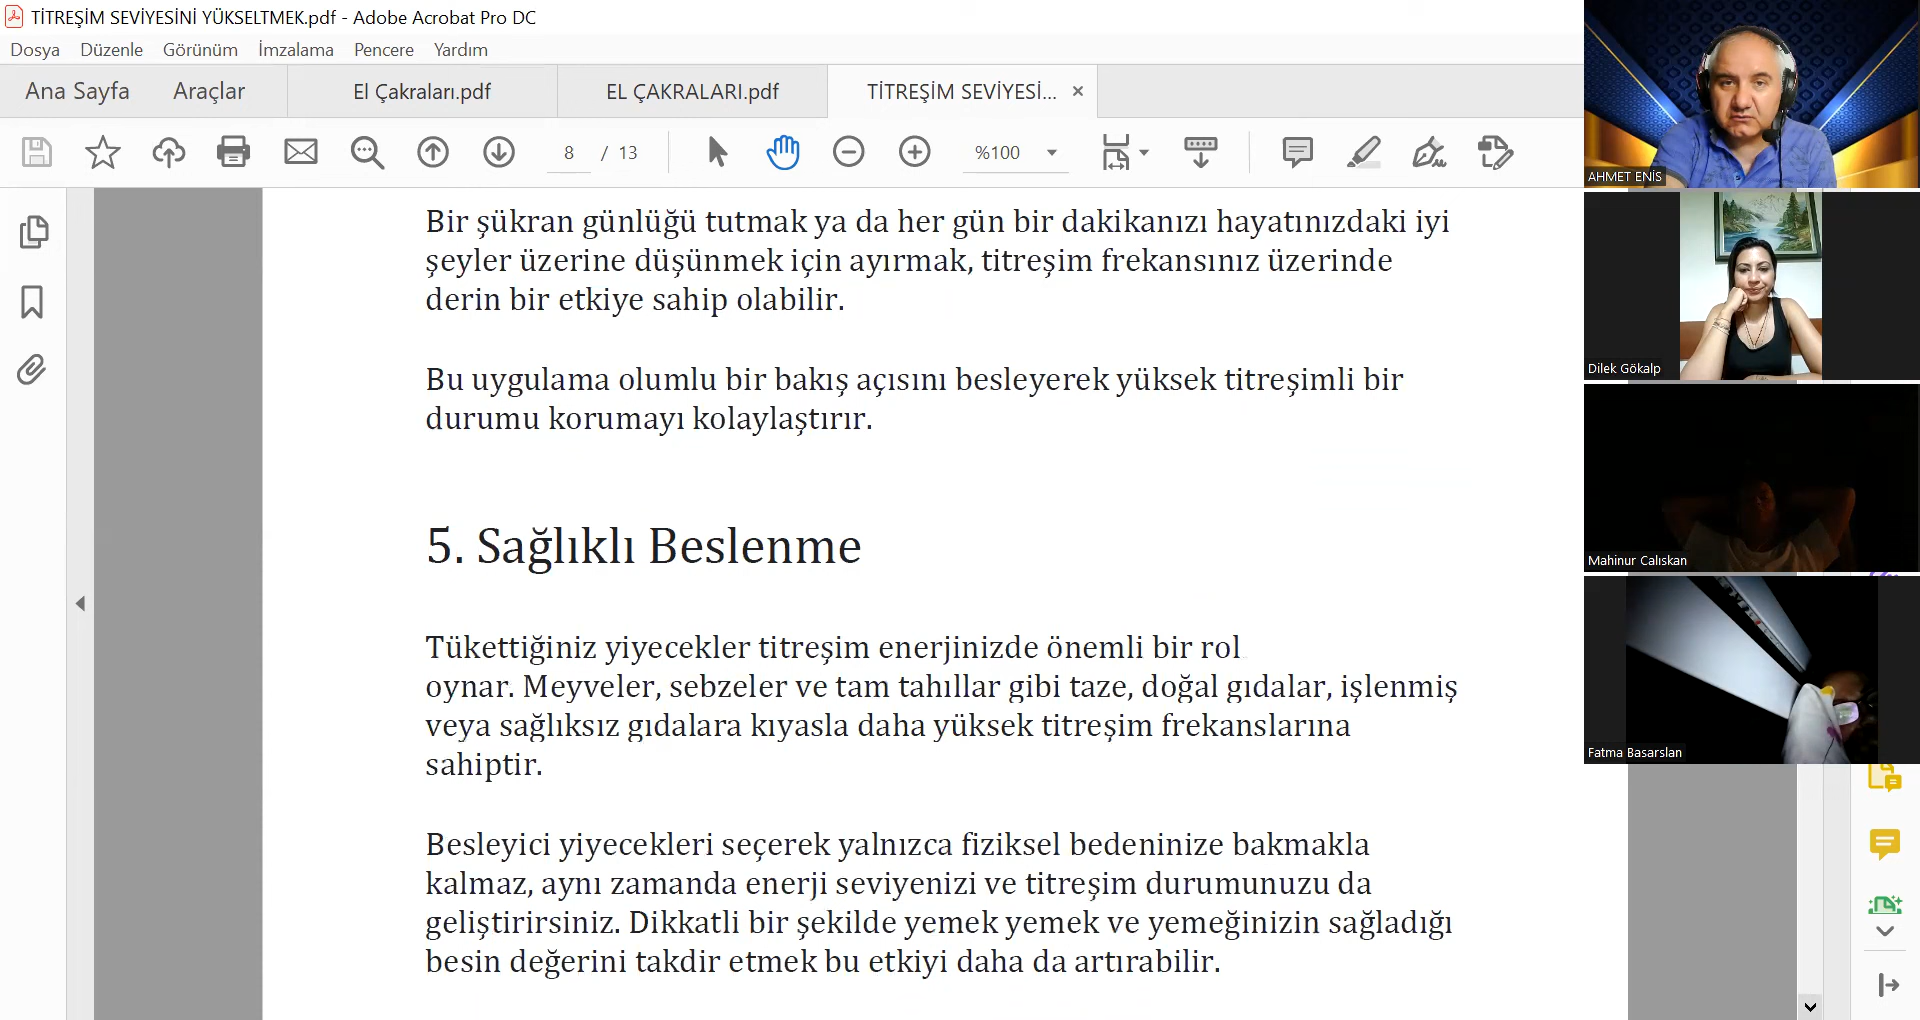 TİTREŞİM SEVİYESİNİ YÜKSELTMEK.pdf - Adobe Acrobat Pro DC
Dosya Düzenle Görünüm İmzalama Pencere Yardım
Ana Sayfa Araçlar El Çakraları.pdf EL ÇAKRALARI.pdf TİTREŞİM SEVİYESİ... ×
8 / 13 %100
Bir şükran günlüğü tutmak ya da her gün bir dakikanızı hayatınızdaki iyi
şeyler üzerine düşünmek için ayırmak, titreşim frekansınız üzerinde
derin bir etkiye sahip olabilir.
Bu uygulama olumlu bir bakış açısını besleyerek yüksek titreşimli bir
durumu korumayı kolaylaştırır.
5. Sağlıklı Beslenme
Tükettiğiniz yiyecekler titreşim enerjinizde önemli bir rol
oynar. Meyveler, sebzeler ve tam tahıllar gibi taze, doğal gıdalar, işlenmiş
veya sağlıksız gıdalara kıyasla daha yüksek titreşim frekanslarına
sahiptir.
Besleyici yiyecekleri seçerek yalnızca fiziksel bedeninize bakmakla
kalmaz, aynı zamanda enerji seviyenizi ve titreşim durumunuzu da
geliştirirsiniz. Dikkatli bir şekilde yemek yemek ve yemeğinizin sağladığı
besin değerini takdir etmek bu etkiyi daha da artırabilir.
AHMET ENİS
Dilek Gökalp
Mahinur Calıskan
Fatma Basarslan